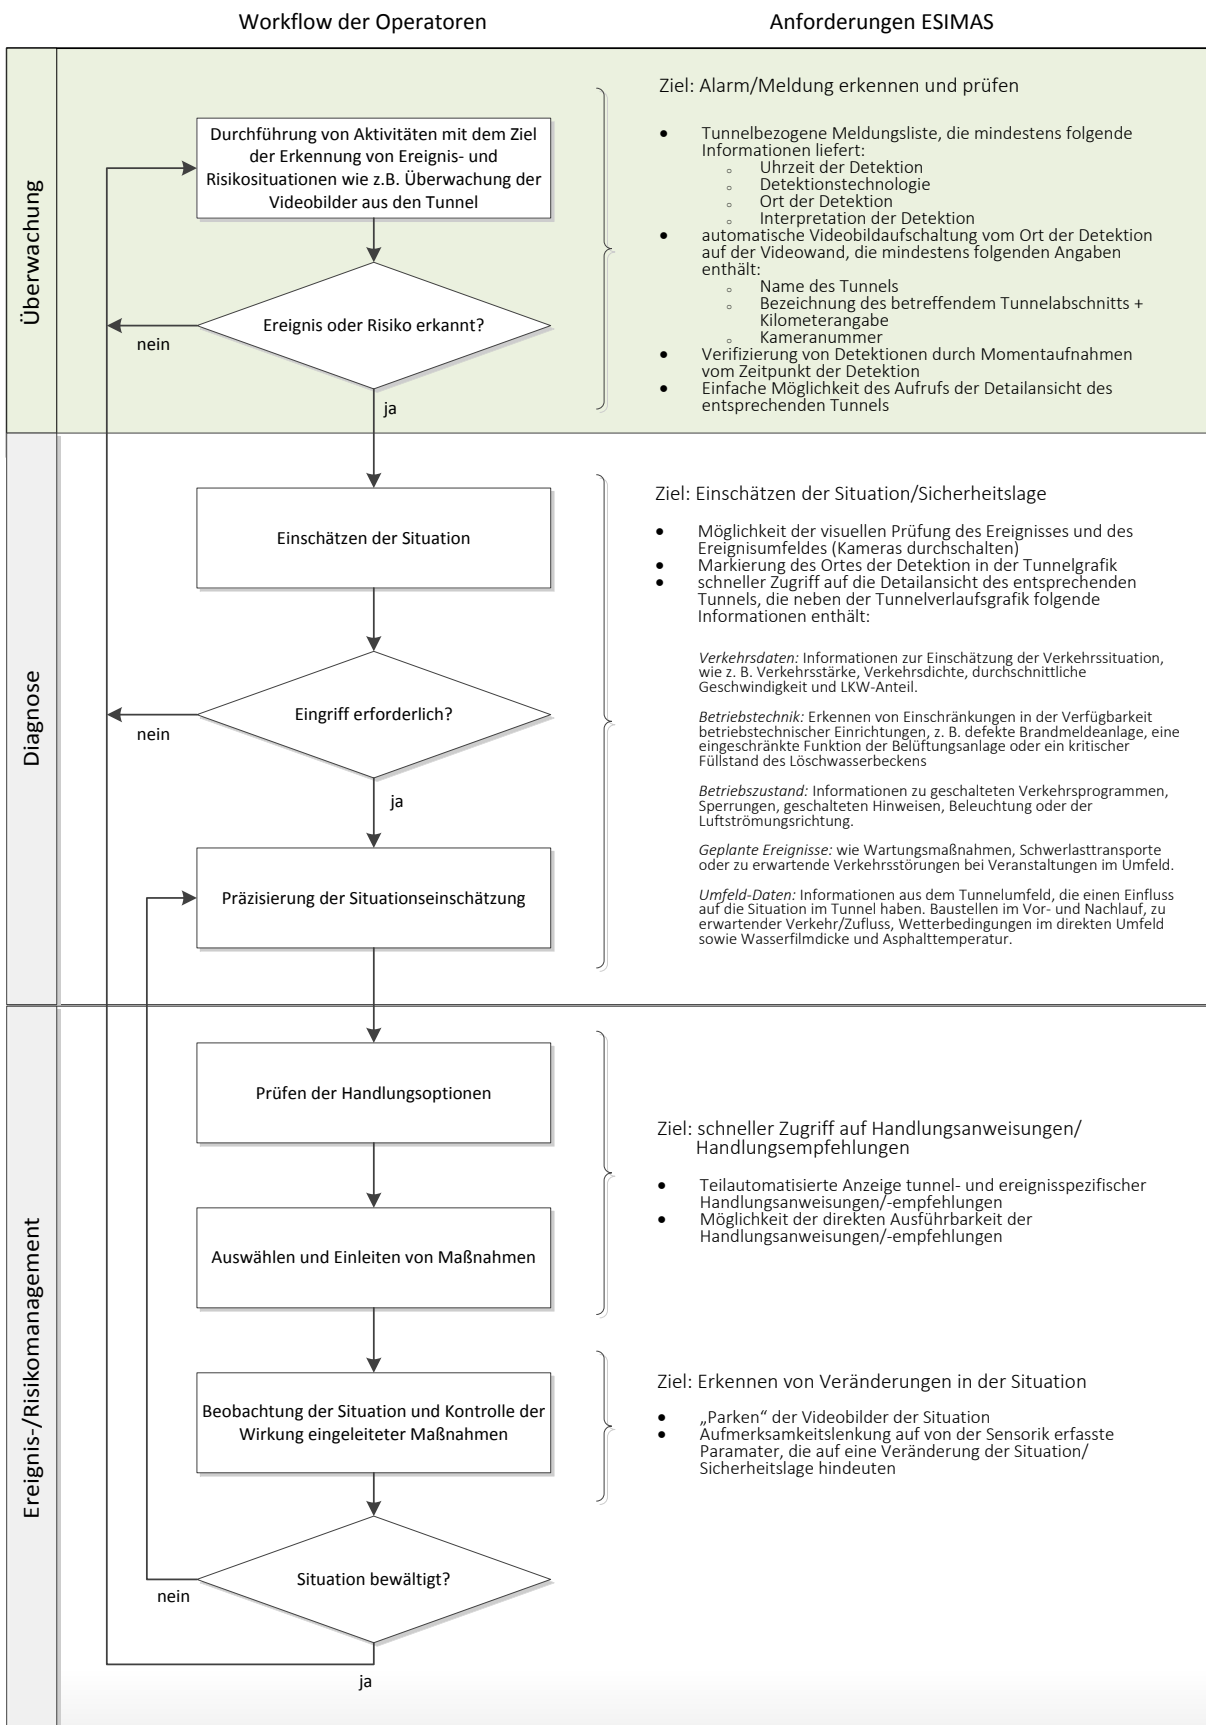 Workflow der Operatoren
Anforderungen ESIMAS
Überwachung
Durchführung von Aktivitäten mit dem Ziel
der Erkennung von Ereignis- und
Risikosituationen wie z.B. Überwachung der
Videobilder aus den Tunnel
Ereignis oder Risiko erkannt?
nein
ja
Ziel: Alarm/Meldung erkennen und prüfen
• Tunnelbezogene Meldungsliste, die mindestens folgende
Informationen liefert:
◦ Uhrzeit der Detektion
◦ Detektionstechnologie
◦ Ort der Detektion
◦ Interpretation der Detektion
• automatische Videobildaufschaltung vom Ort der Detektion
auf der Videowand, die mindestens folgenden Angaben
enthält:
◦ Name des Tunnels
◦ Bezeichnung des betreffendem Tunnelabschnitts +
Kilometerangabe
◦ Kameranummer
• Verifizierung von Detektionen durch Momentaufnahmen
vom Zeitpunkt der Detektion
• Einfache Möglichkeit des Aufrufs der Detailansicht des
entsprechenden Tunnels
Diagnose
Einschätzen der Situation
Eingriff erforderlich?
nein
ja
Präzisierung der Situationseinschätzung
Ziel: Einschätzen der Situation/Sicherheitslage
• Möglichkeit der visuellen Prüfung des Ereignisses und des
Ereignisumfeldes (Kameras durchschalten)
• Markierung des Ortes der Detektion in der Tunnelgrafik
• schneller Zugriff auf die Detailansicht des entsprechenden
Tunnels, die neben der Tunnelverlaufsgrafik folgende
Informationen enthält:
Verkehrsdaten: Informationen zur Einschätzung der Verkehrssituation,
wie z. B. Verkehrsstärke, Verkehrsdichte, durchschnittliche
Geschwindigkeit und LKW-Anteil.
Betriebstechnik: Erkennen von Einschränkungen in der Verfügbarkeit
betriebstechnischer Einrichtungen, z. B. defekte Brandmeldeanlage, eine
eingeschränkte Funktion der Belüftungsanlage oder ein kritischer
Füllstand des Löschwasserbeckens
Betriebszustand: Informationen zu geschalteten Verkehrsprogrammen,
Sperrungen, geschalteten Hinweisen, Beleuchtung oder der
Luftströmungsrichtung.
Geplante Ereignisse: wie Wartungsmaßnahmen, Schwerlasttransporte
oder zu erwartende Verkehrsstörungen bei Veranstaltungen im Umfeld.
Umfeld-Daten: Informationen aus dem Tunnelumfeld, die einen Einfluss
auf die Situation im Tunnel haben. Baustellen im Vor- und Nachlauf, zu
erwartender Verkehr/Zufluss, Wetterbedingungen im direkten Umfeld
sowie Wasserfilmdicke und Asphalttemperatur.
Ereignis-/Risikomanagement
Prüfen der Handlungsoptionen
Auswählen und Einleiten von Maßnahmen
Ziel: schneller Zugriff auf Handlungsanweisungen/
Handlungsempfehlungen
• Teilautomatisierte Anzeige tunnel- und ereignisspezifischer
Handlungsanweisungen/-empfehlungen
• Möglichkeit der direkten Ausführbarkeit der
Handlungsanweisungen/-empfehlungen
Beobachtung der Situation und Kontrolle der
Wirkung eingeleiteter Maßnahmen
Ziel: Erkennen von Veränderungen in der Situation
• „Parken“ der Videobilder der Situation
• Aufmerksamkeitslenkung auf von der Sensorik erfasste
Paramater, die auf eine Veränderung der Situation/
Sicherheitslage hindeuten
Situation bewältigt?
nein
ja